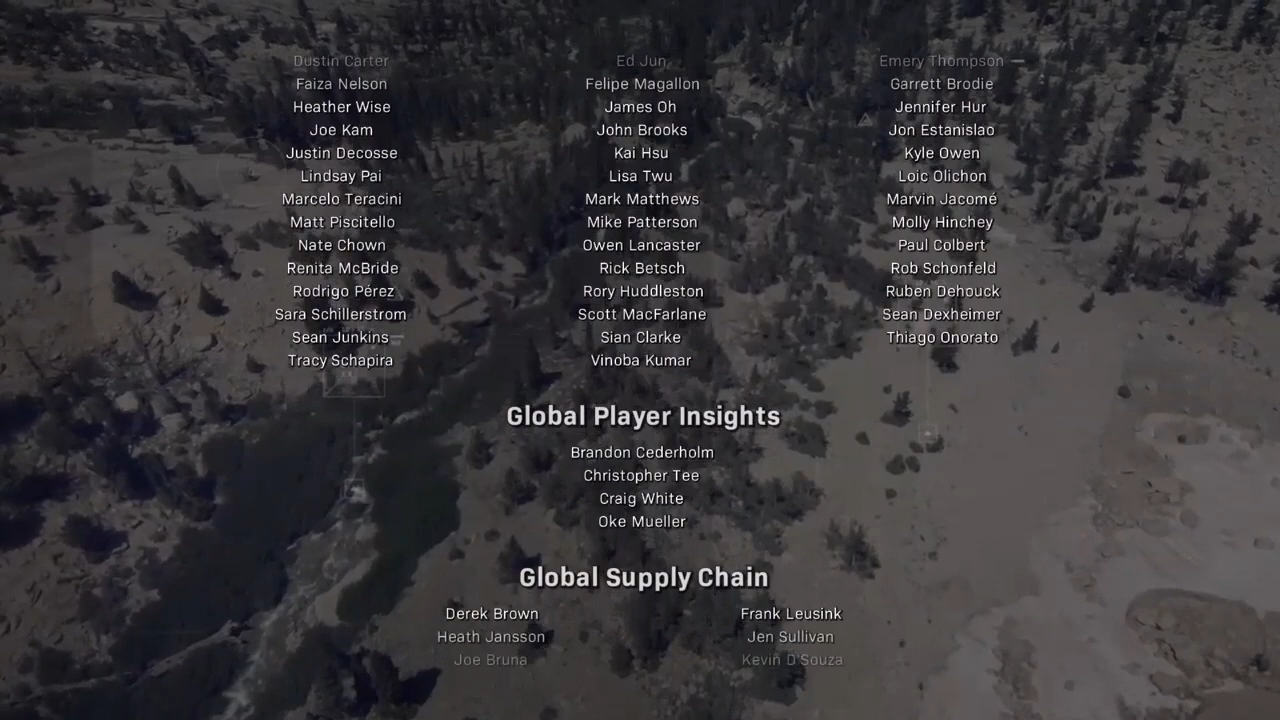 Dustin Carter Ed Jun Emery Thompson
Faiza Nelson Felipe Magallon Garrett Brodie
Heather Wise James Oh Jennifer Hur
Joe Kam John Brooks Jon Estanislao
Justin Decosse Kai Hsu Kyle Owen
Lindsay Pai Lisa Twu Loic Olichon
Marcelo Teracini Mark Matthews Marvin Jacomé
Matt Piscitello Mike Patterson Molly Hinchey
Nate Chown Owen Lancaster Paul Colbert
Renita McBride Rick Betsch Rob Schonfeld
Rodrigo Pérez Rory Huddleston Ruben Dehouck
Sara Schillerstrom Scott MacFarlane Sean Dexheimer
Sean Junkins Sian Clarke Thiago Onorato
Tracy Schapira Vinoba Kumar
Global Player Insights
Brandon Cederholm
Christopher Tee
Craig White
Oke Mueller
Global Supply Chain
Derek Brown Frank Leusink
Heath Jansson Jen Sullivan
Joe Bruna Kevin D'Souza